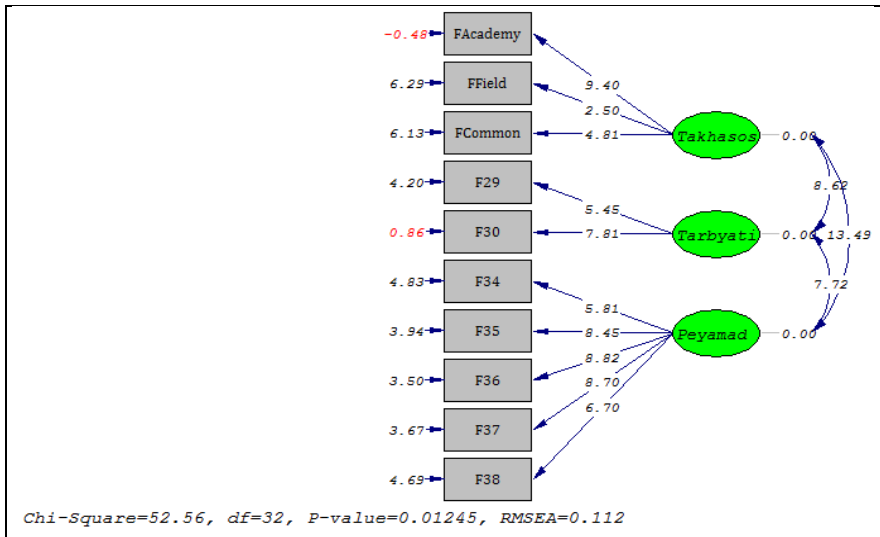 -0.48 FAcademy
9.40
6.29 FField
2.50
6.13 FCommon 4.81 Takhasos 0.00
4.20 F29
8.62
5.45
0.86 F30 7.81 Tarbyati 0.00 13.49
4.83 F34
7.72
5.81
3.94 F35 8.45 Peyamad 0.00
8.82
3.50 F36
8.70
6.70
3.67 F37
4.69 F38
Chi-Square=52.56, df=32, P-value=0.01245, RMSEA=0.112